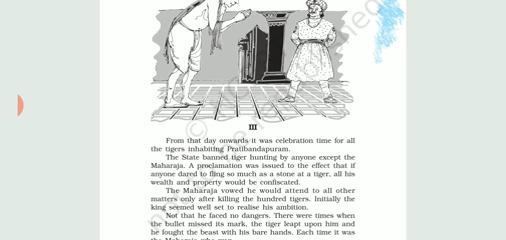 III
From that day onwards it was celebration time for all
the tigers inhabiting Pratibandapuram.
The State banned tiger hunting by anyone except the
Maharaja. A proclamation was issued to the effect that if
anyone dared to fling so much as a stone at a tiger, all his
wealth and property would be confiscated.
The Maharaja vowed he would attend to all other
matters only after killing the hundred tigers. Initially the
king seemed well set to realise his ambition.
Not that he faced no dangers. There were times when
the bullet missed its mark, the tiger leapt upon him and
he fought the beast with his bare hands. Each time it was
the Maharaja who won.